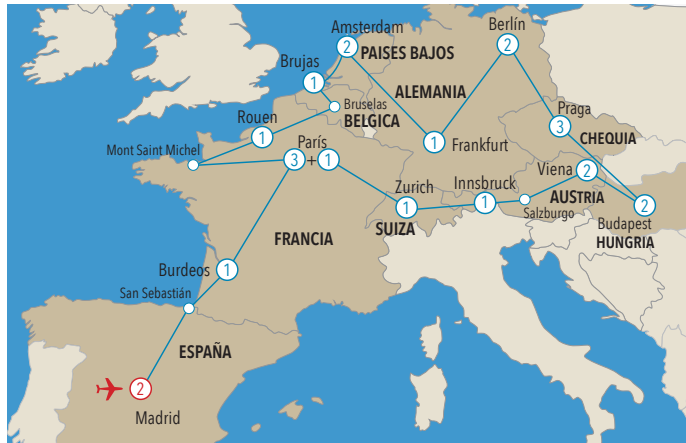 Amsterdam
2
PAISES BAJOS
Berlín
2
Brujas
1
ALEMANIA
Bruselas
BELGICA
Rouen
1
Praga
3
CHEQUIA
Frankfurt
1
Mont Saint Michel
París
3+1
Viena
2
Zurich
1
Innsbruck
1
Salzburgo
AUSTRIA
SUIZA
2
Budapest
HUNGRIA
FRANCIA
Burdeos
1
San Sebastián
ESPAÑA
2
Madrid